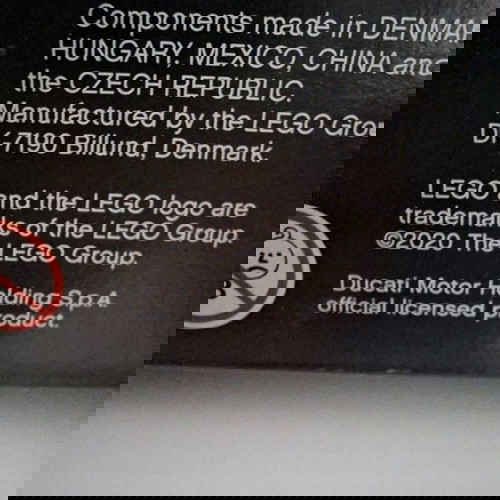 Components made in DENMAR
HUNGARY, MEXICO, CHINA and
the CZECH REPUBLIC.
Manufactured by the LEGO Grou
DK-7190 Billund, Denmark.
LEGO and the LEGO logo are
trademarks of the LEGO Group.
©2020 The LEGO Group.
Ducati Motor Holding S.p.A.
official licensed product.